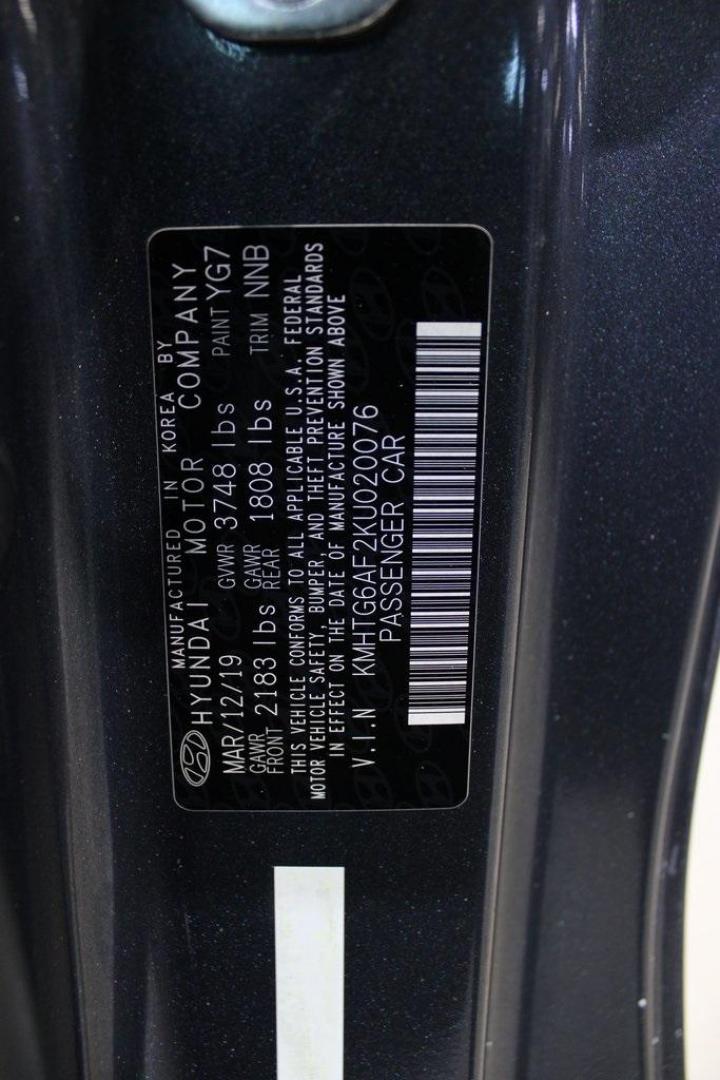 MANUFACTURED IN KOREA BY
HYUNDAI MOTOR COMPANY
MAR/12/19 GVWR 3748 lbs PAINT YG7
GAWR FRONT 2183 lbs GAWR REAR 1808 lbs TRIM NNB
THIS VEHICLE CONFORMS TO ALL APPLICABLE U.S.A. FEDERAL
MOTOR VEHICLE SAFETY, BUMPER, AND THEFT PREVENTION STANDARDS
IN EFFECT ON THE DATE OF MANUFACTURE SHOWN ABOVE
V.I.N KMHTG6AF2KU020076
PASSENGER CAR